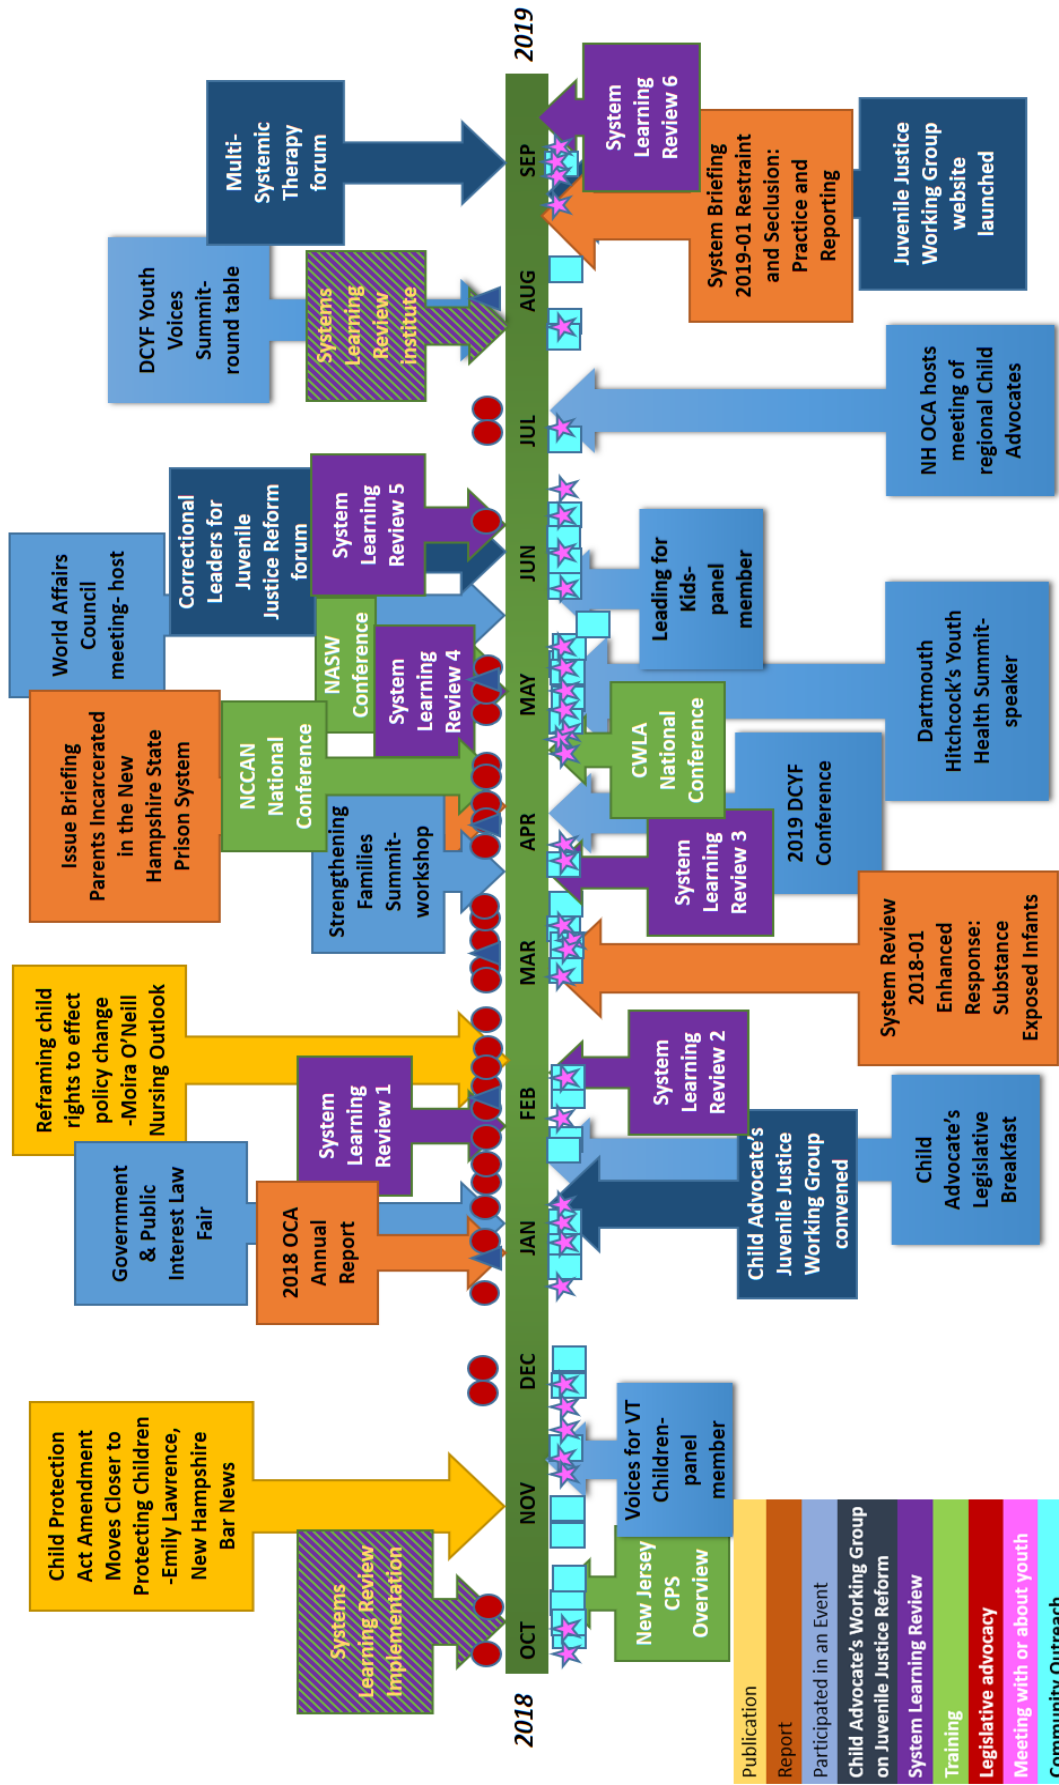 Child Protection
Act Amendment
Moves Closer to
Protecting Children
-Emily Lawrence,
New Hampshire
Bar News
Systems
Learning Review
Implementation
Reframing child
rights to effect
policy change
-Moira O'Neill
Nursing Outlook
Government
& Public
Interest Law
Fair
2018 OCA
Annual
Report
System
Learning
Review 1
Issue Briefing
Parents Incarcerated
in the New
Hampshire State
Prison System
NCCAN
National
Conference
Strengthening
Families
Summit-
workshop
World Affairs
Council
meeting- host
Correctional
Leaders for
Juvenile
Justice Reform
forum
NASW
Conference
System
Learning
Review 4
System
Learning
Review 5
DCYF Youth
Voices
Summit-
round table
Systems
Learning
Review
institute
Multi-
Systemic
Therapy
forum
2018
OCT
NOV
DEC
JAN
FEB
MAR
APR
MAY
JUN
JUL
AUG
SEP
2019
New Jersey
CPS
Overview
Voices for VT
Children-
panel
member
Child Advocate's
Juvenile Justice
Working Group
convened
Child
Advocate's
Legislative
Breakfast
System
Learning
Review 2
System Review
2018-01
Enhanced
Response:
Substance
Exposed Infants
System
Learning
Review 3
2019 DCYF
Conference
CWLA
National
Conference
Dartmouth
Hitchcock's Youth
Health Summit-
speaker
Leading for
Kids-
panel
member
NH OCA hosts
meeting of
regional Child
Advocates
System Briefing
2019-01 Restraint
and Seclusion:
Practice and
Reporting
System
Learning
Review 6
Juvenile Justice
Working Group
website
launched
Publication
Report
Participated in an Event
Child Advocate's Working Group
on Juvenile Justice Reform
System Learning Review
Training
Legislative advocacy
Meeting with or about youth
Community Outreach